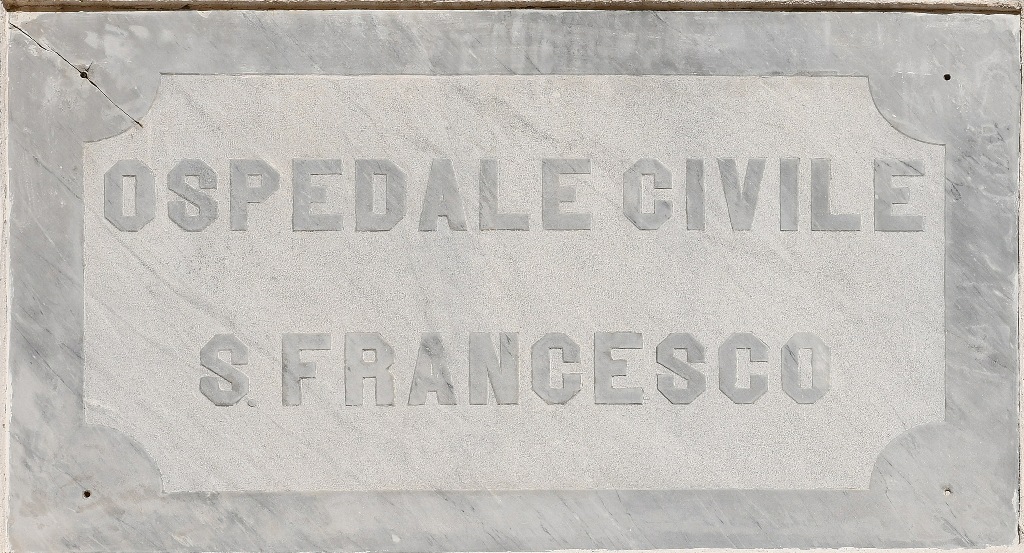 OSPEDALE CIVILE
S. FRANCESCO